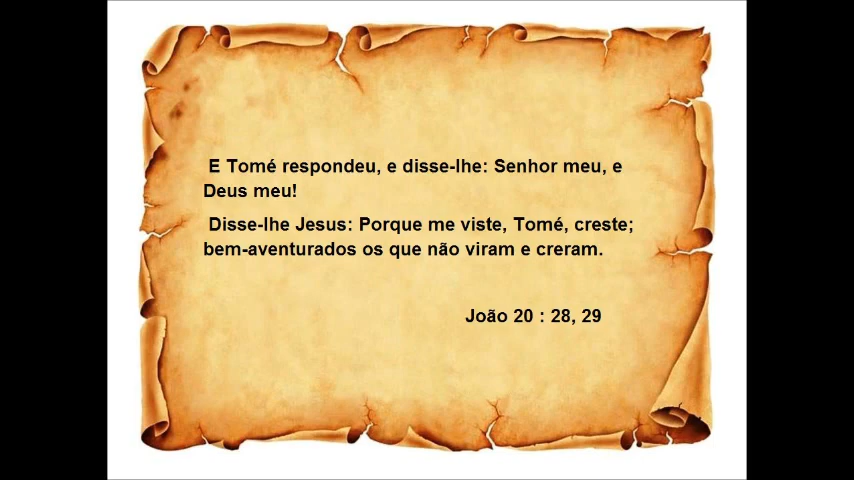 E Tomé respondeu, e disse-lhe: Senhor meu, e
Deus meu!
Disse-lhe Jesus: Porque me viste, Tomé, creste;
bem-aventurados os que não viram e creram.
João 20 : 28, 29